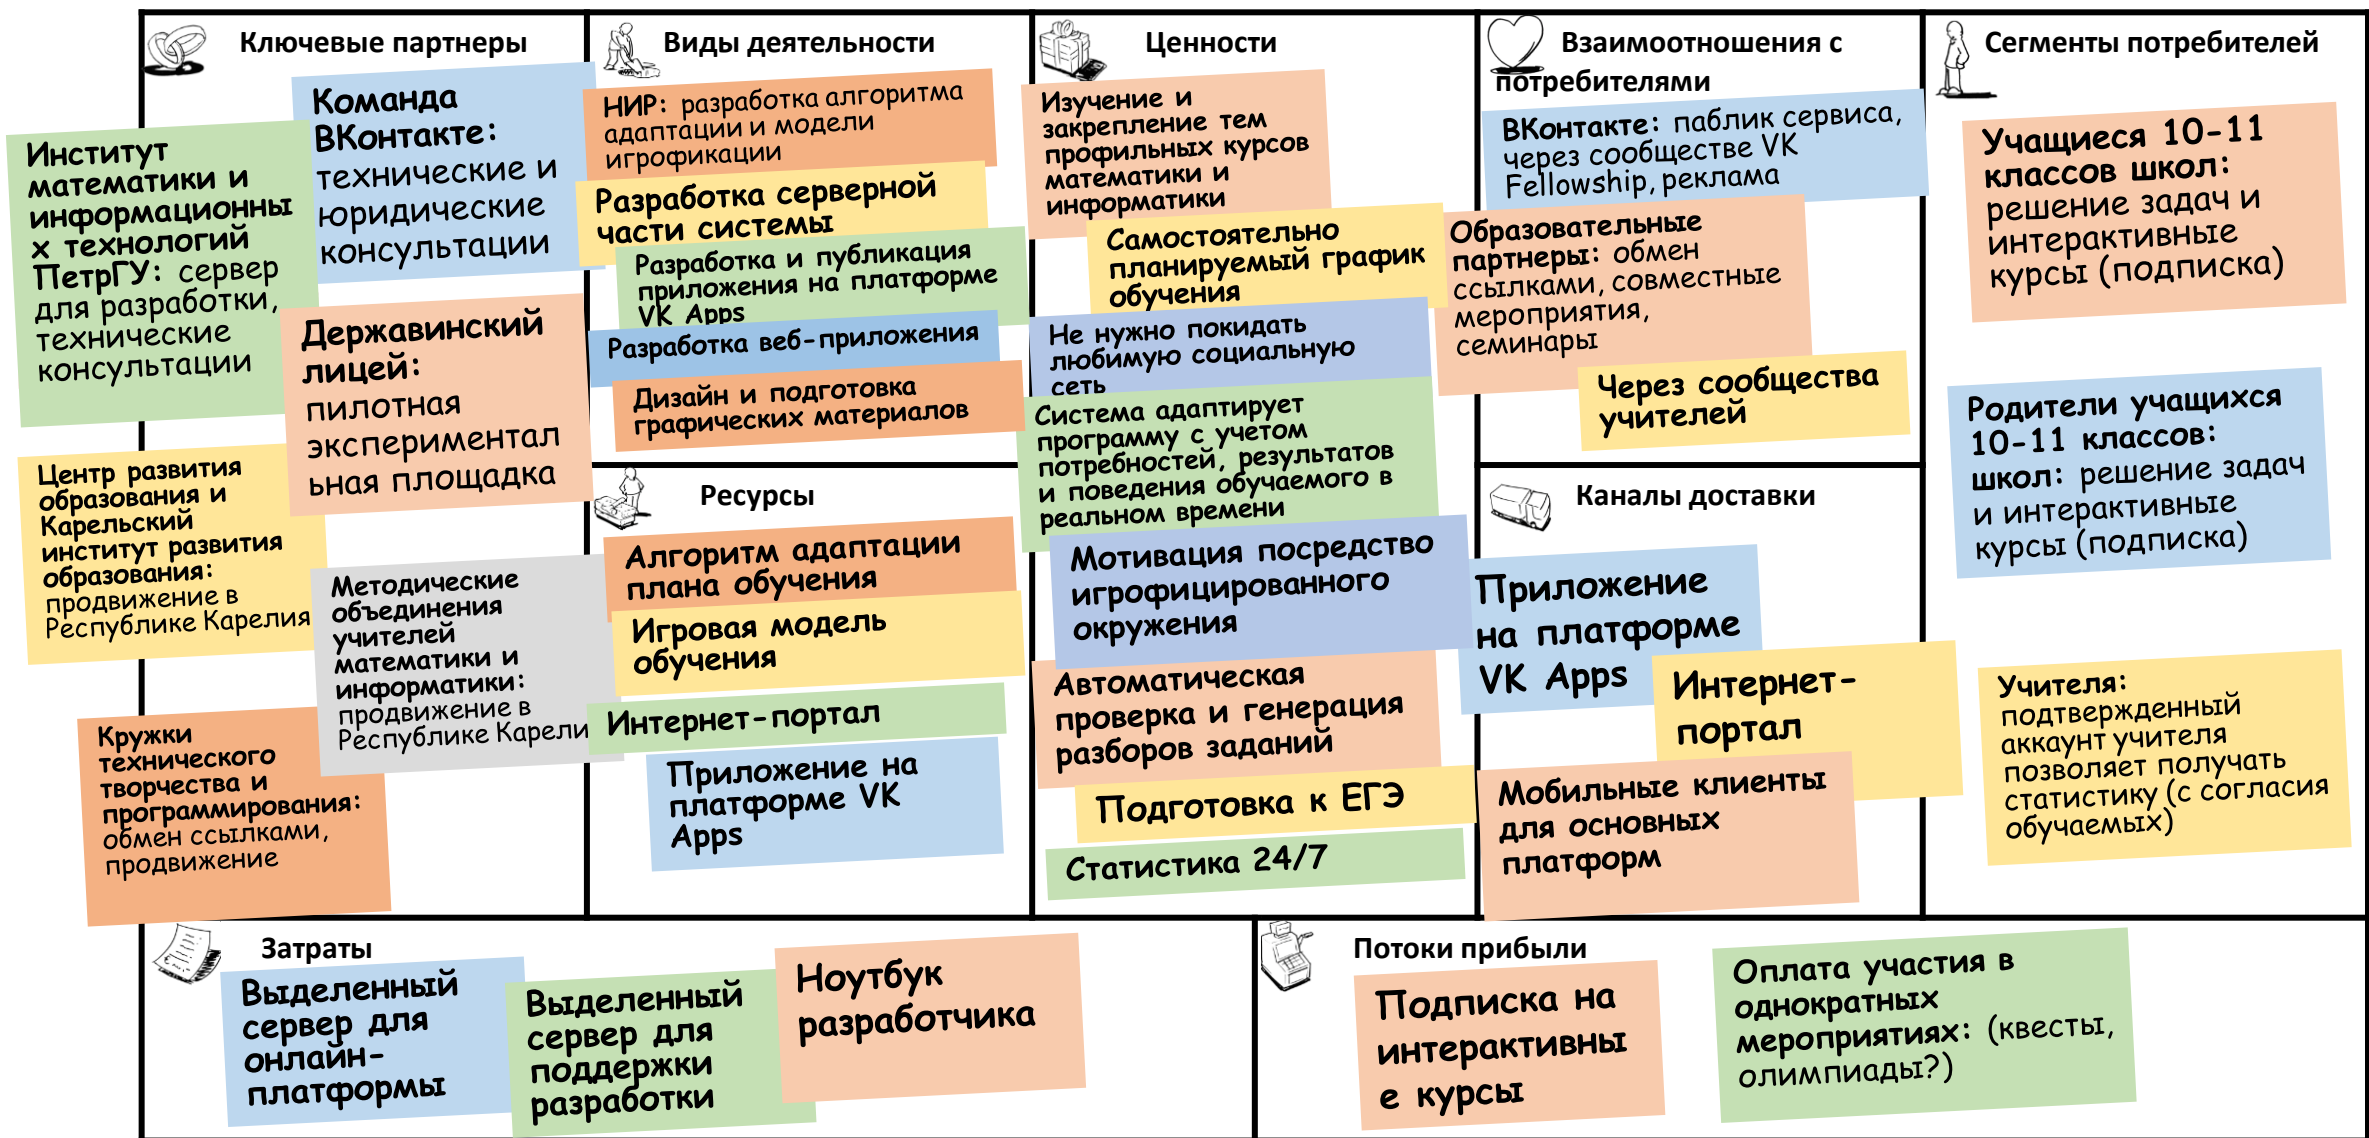 Ключевые партнеры
Команда
ВКонтакте:
технические и
юридические
консультации
Институт
математики и
информационны
х технологий
ПетрГУ: сервер
для разработки,
технические
консультации
Державинский
лицей:
пилотная
эксперименталь
ьная площадка
Центр развития
образования и
Карельский
институт развития
образования:
продвижение в
Республике Карелия
Методические
объединения
учителей
математики и
информатики:
продвижение в
Республике Карели
Кружки
технического
творчества и
программирования:
обмен ссылками,
продвижение
Виды деятельности
НИР: разработка алгоритма
адаптации и модели
игрофикации
Разработка серверной
части системы
Разработка и публикация
приложения на платформе
VK Apps
Разработка веб-приложения
Дизайн и подготовка
графических материалов
Ресурсы
Алгоритм адаптации
плана обучения
Игровая модель
обучения
Интернет-портал
Приложение на
платформе VK
Apps
Ценности
Изучение и
закрепление тем
профильных курсов
математики и
информатики
Самостоятельно
планируемый график
обучения
Не нужно покидать
любимую социальную
сеть
Система адаптирует
программу с учетом
потребностей, результатов
и поведения обучаемого в
реальном времени
Мотивация посредство
игрофицированного
окружения
Автоматическая
проверка и генерация
разборов заданий
Подготовка к ЕГЭ
Статистика 24/7
Взаимоотношения с
потребителями
ВКонтакте: паблик сервиса,
через сообществе VK
Fellowship, реклама
Образовательные
партнеры: обмен
ссылками, совместные
мероприятия,
семинары
Через сообщества
учителей
Каналы доставки
Приложение
на платформе
VK Apps
Интернет-
портал
Мобильные клиенты
для основных
платформ
Сегменты потребителей
Учащиеся 10-11
классов школ:
решение задач и
интерактивные
курсы (подписка)
Родители учащихся
10-11 классов:
школ: решение задач
и интерактивные
курсы (подписка)
Учителя:
подтвержденный
аккаунт учителя
позволяет получать
статистику (с согласия
обучаемых)
Затраты
Выделенный
сервер для
онлайн-
платформы
Выделенный
сервер для
поддержки
разработки
Ноутбук
разработчика
Потоки прибыли
Подписка на
интерактивны
е курсы
Оплата участия в
однократных
мероприятиях: (квесты,
олимпиады?)